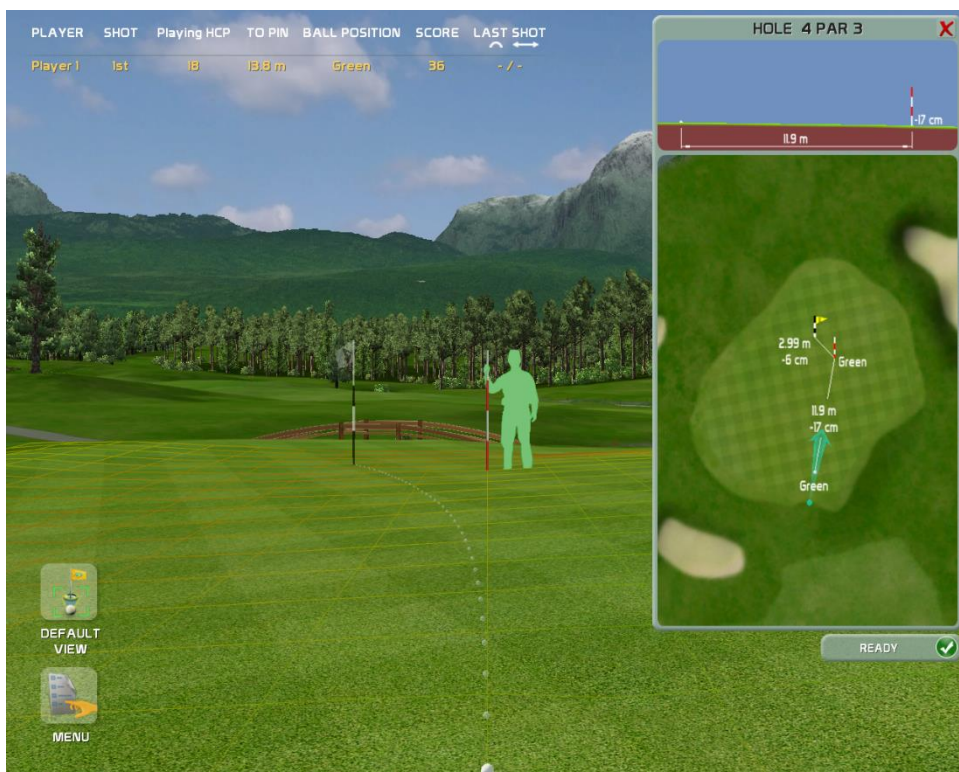 PLAYER SHOT Playing HCP TO PIN BALL POSITION SCORE LAST SHOT
Player 1 1st 18 13.8 m Green 36 - / -
HOLE 4 PAR 3
-17 cm
11.9 m
2.99 m
-6 cm
Green
11.9 m
-17 cm
Green
DEFAULT
VIEW
READY
MENU